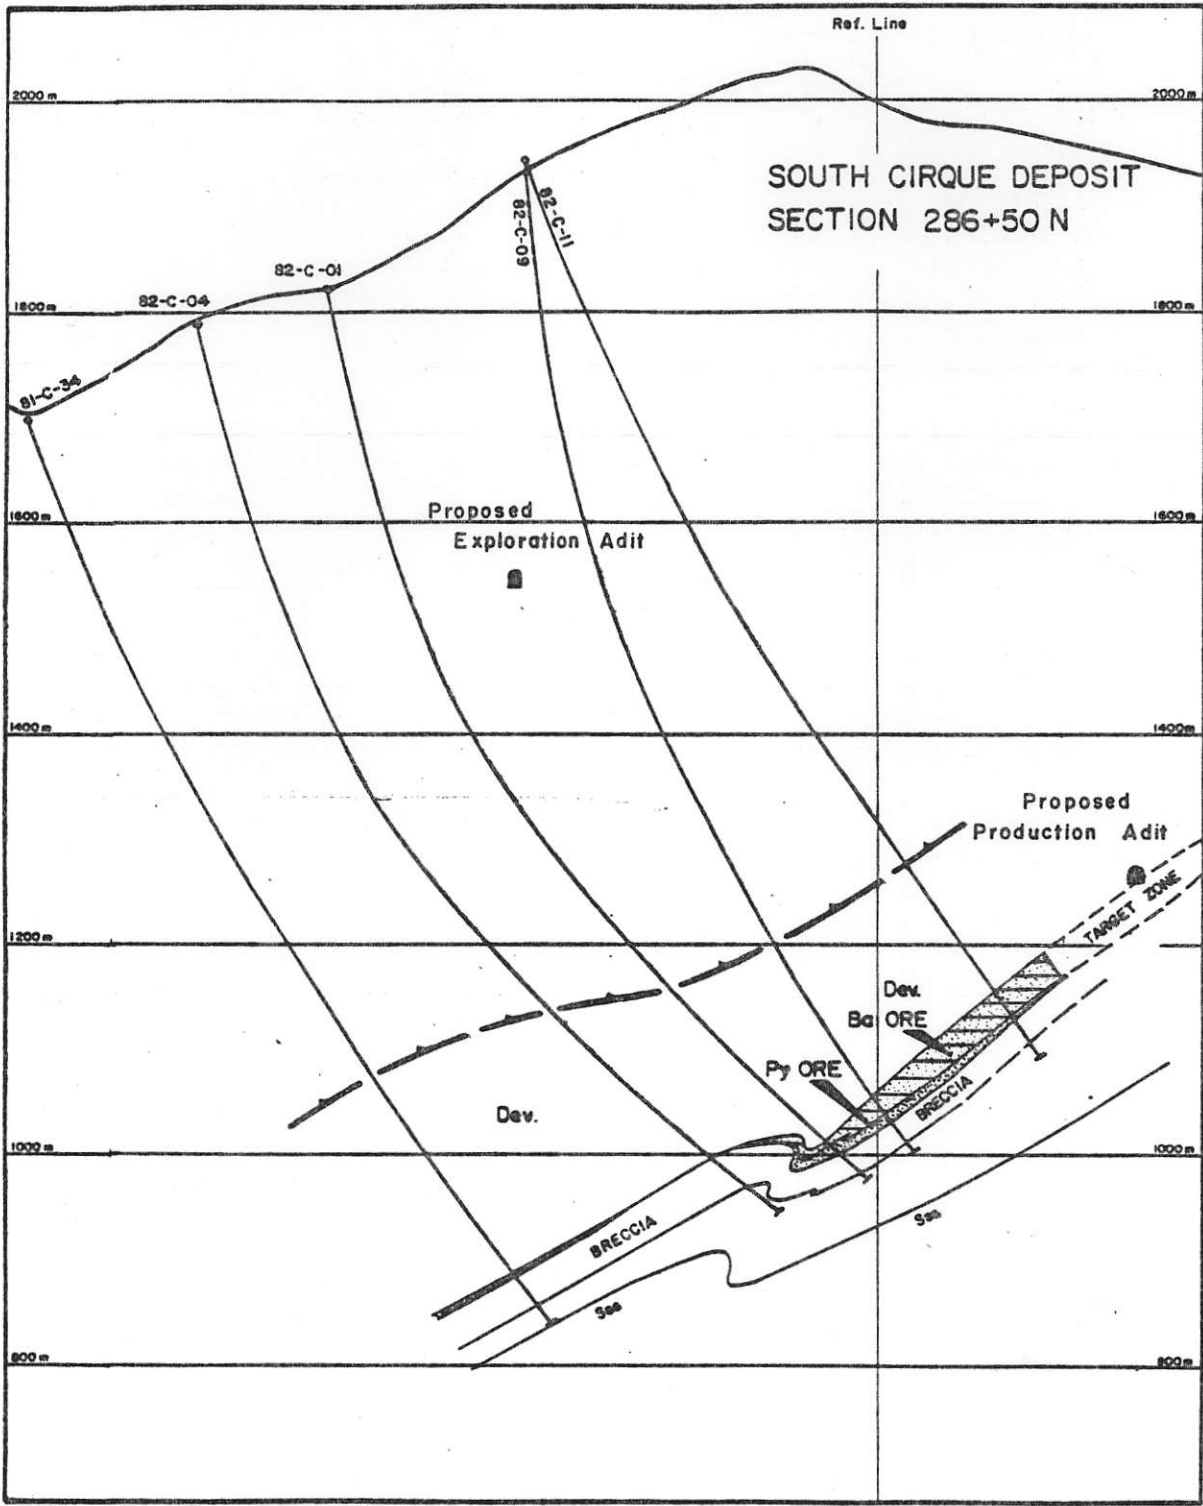 Ref. Line
2000 m
2000 m
SOUTH CIRQUE DEPOSIT
SECTION 286+50 N
82-C-11
82-C-09
82-C-01
82-C-04
1800 m
1800 m
81-C-34
Proposed
Exploration Adit
1600 m
1600 m
1400 m
1400 m
Proposed
Production Adit
TARGET ZONE
1200 m
1200 m
Dev.
Ba ORE
Py ORE
BRECCIA
Dev.
1000 m
1000 m
BRECCIA
Sss
Sss
800 m
800 m